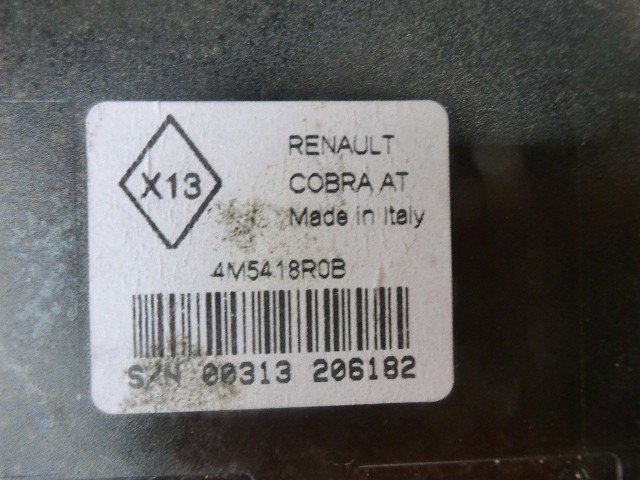 X13
RENAULT
COBRA AT
Made in Italy
4M5418R0B
S/N 00313 206182